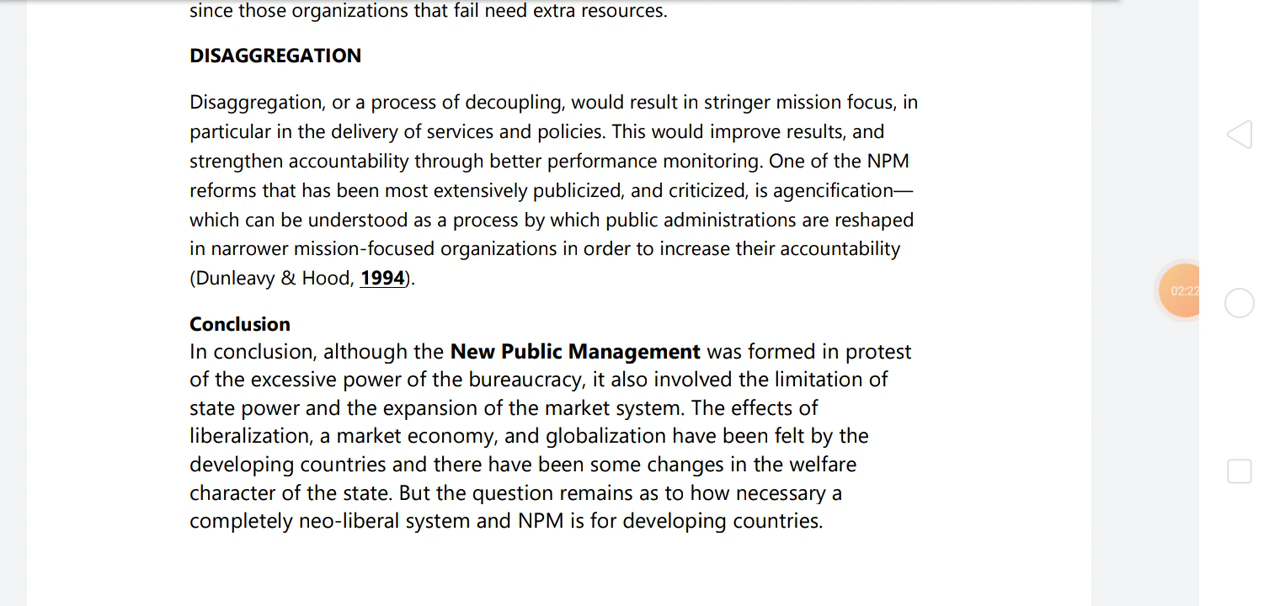 since those organizations that fail need extra resources.
DISAGGREGATION
Disaggregation, or a process of decoupling, would result in stringer mission focus, in
particular in the delivery of services and policies. This would improve results, and
strengthen accountability through better performance monitoring. One of the NPM
reforms that has been most extensively publicized, and criticized, is agencification—
which can be understood as a process by which public administrations are reshaped
in narrower mission-focused organizations in order to increase their accountability
(Dunleavy & Hood, 1994).
Conclusion
In conclusion, although the New Public Management was formed in protest
of the excessive power of the bureaucracy, it also involved the limitation of
state power and the expansion of the market system. The effects of
liberalization, a market economy, and globalization have been felt by the
developing countries and there have been some changes in the welfare
character of the state. But the question remains as to how necessary a
completely neo-liberal system and NPM is for developing countries.
02:22